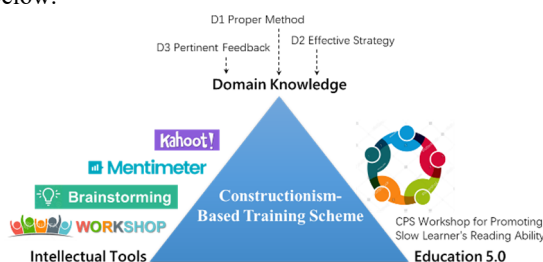 below:
D1 Proper Method
D3 Pertinent Feedback
D2 Effective Strategy
Domain Knowledge
Kahoot!
Mentimeter
Brainstorming
WORKSHOP
Constructionism-
Based Training Scheme
CPS Workshop for Promoting
Slow Learner's Reading Ability
Intellectual Tools
Education 5.0